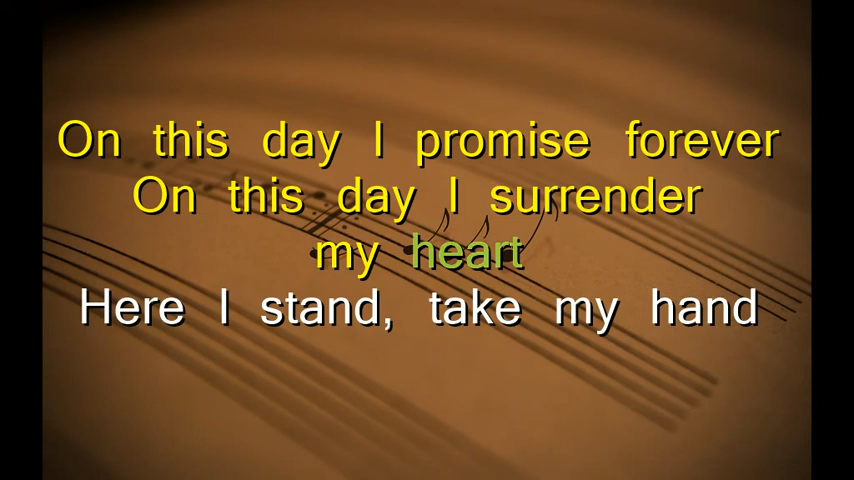 On this day I promise forever
On this day I surrender
my heart
Here I stand, take my hand